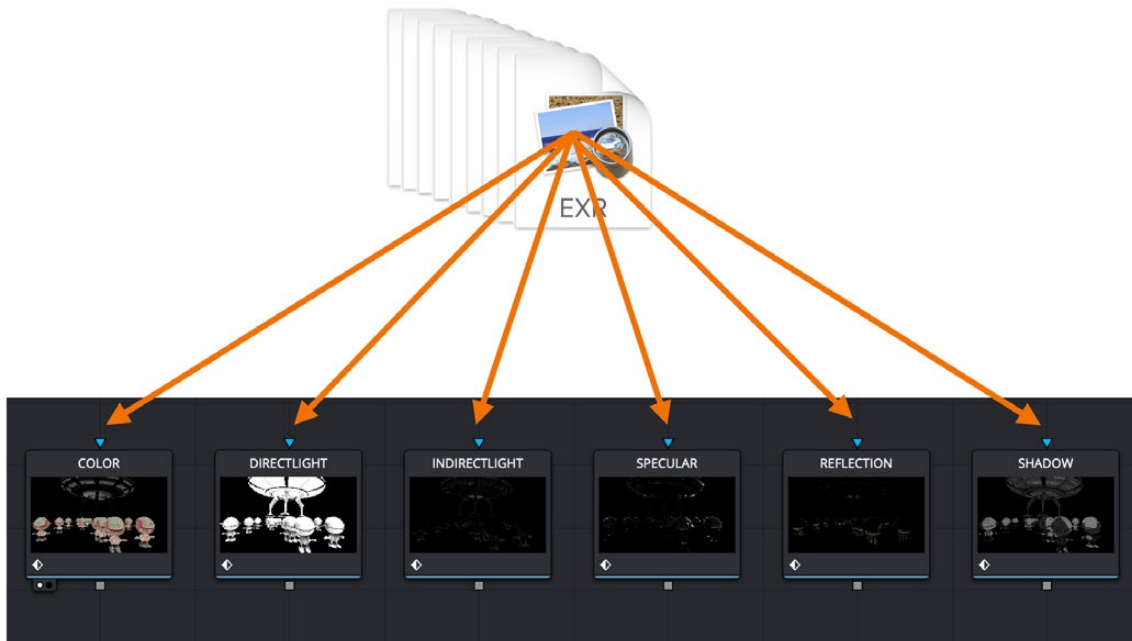 EXR
COLOR
DIRECTLIGHT
INDIRECTLIGHT
SPECULAR
REFLECTION
SHADOW